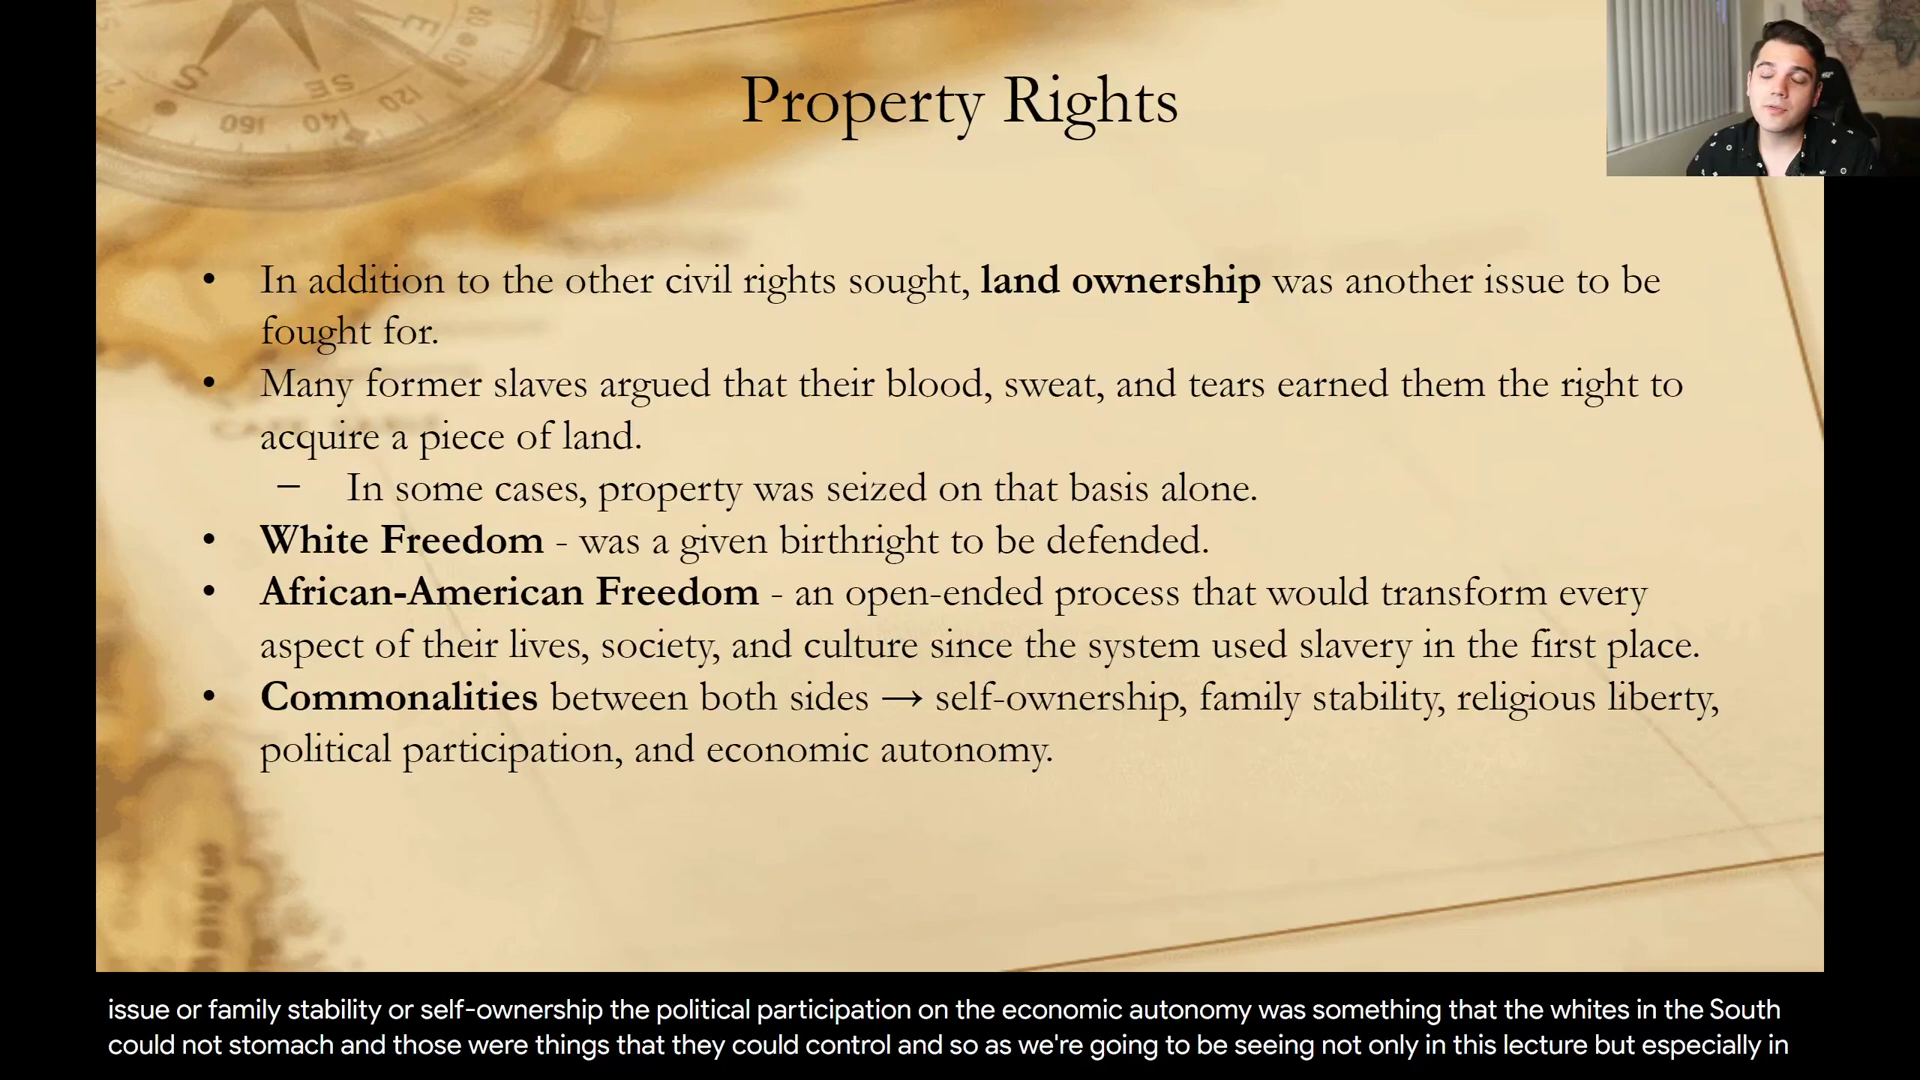 Property Rights
• In addition to the other civil rights sought, land ownership was another issue to be
fought for.
• Many former slaves argued that their blood, sweat, and tears earned them the right to
acquire a piece of land.
– In some cases, property was seized on that basis alone.
• White Freedom - was a given birthright to be defended.
• African-American Freedom - an open-ended process that would transform every
aspect of their lives, society, and culture since the system used slavery in the first place.
• Commonalities between both sides → self-ownership, family stability, religious liberty,
political participation, and economic autonomy.
S
SE
E
160
140
120
issue or family stability or self-ownership the political participation on the economic autonomy was something that the whites in the South
could not stomach and those were things that they could control and so as we're going to be seeing not only in this lecture but especially in